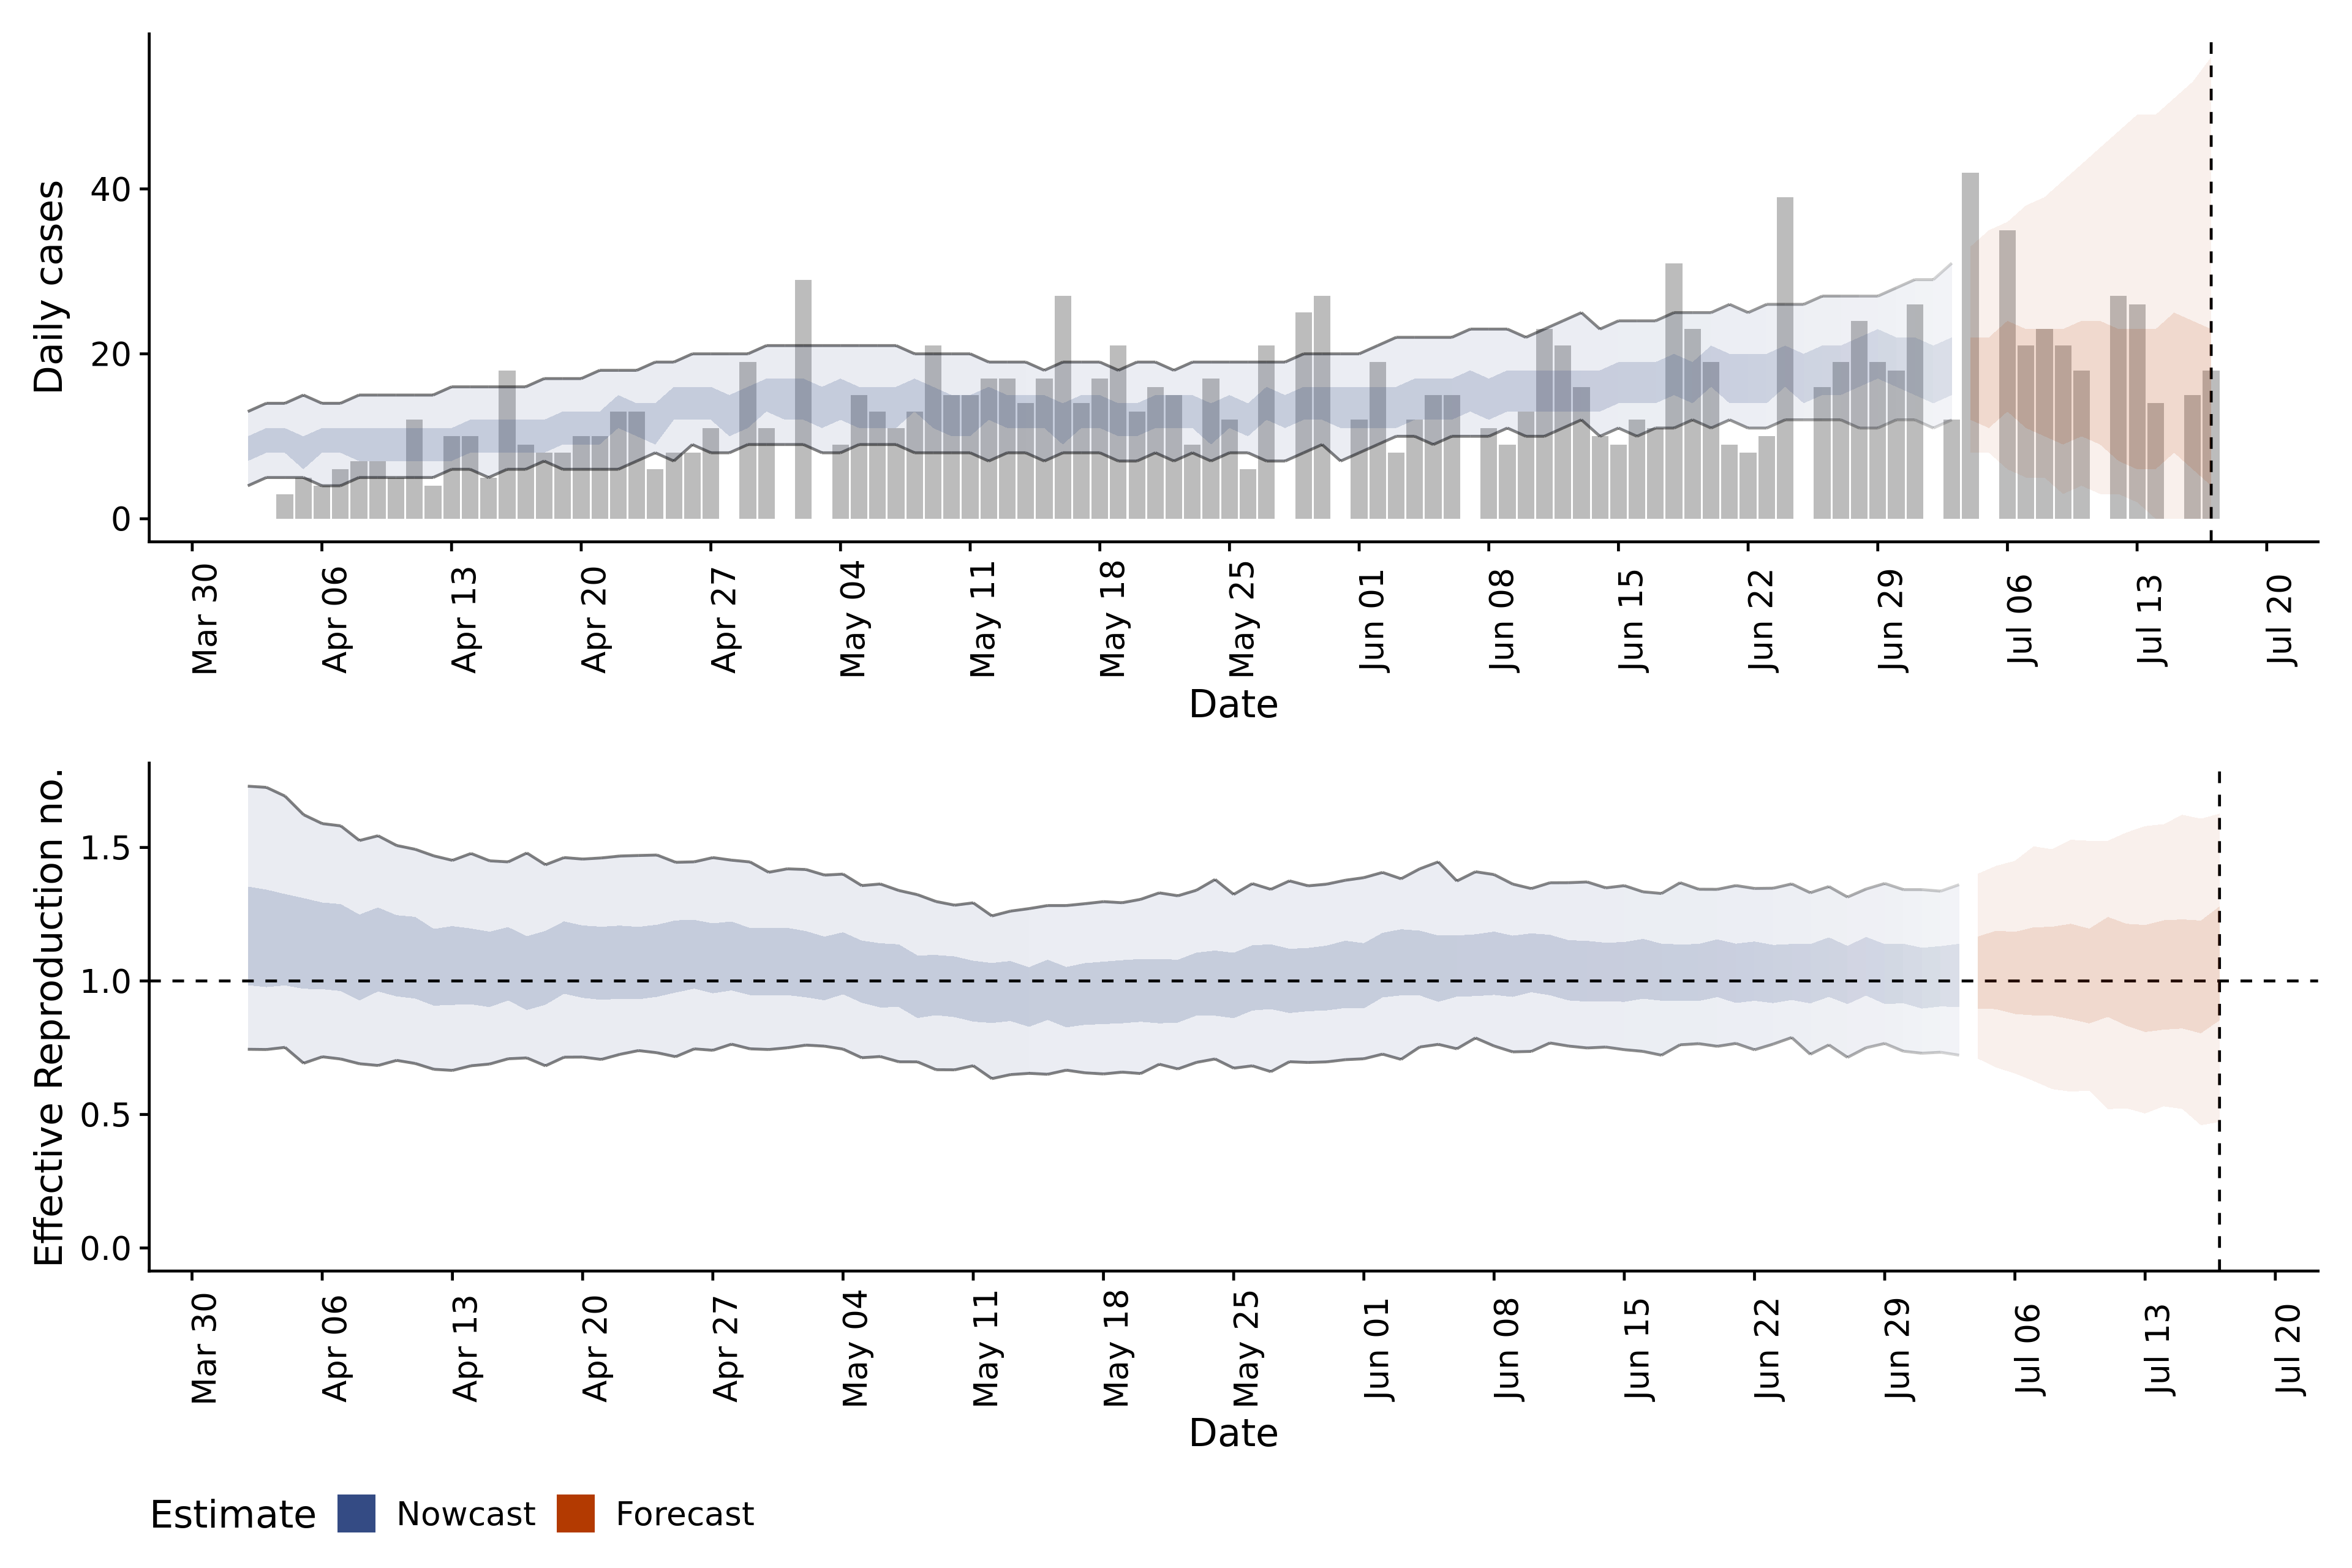 Daily cases
40
20
0
Mar 30
Apr 06
Apr 13
Apr 20
Apr 27
May 04
May 11
May 18
May 25
Jun 01
Jun 08
Jun 15
Jun 22
Jun 29
Jul 06
Jul 13
Jul 20
Date
Effective Reproduction no.
1.5
1.0
0.5
0.0
Mar 30
Apr 06
Apr 13
Apr 20
Apr 27
May 04
May 11
May 18
May 25
Jun 01
Jun 08
Jun 15
Jun 22
Jun 29
Jul 06
Jul 13
Jul 20
Date
Estimate Nowcast Forecast